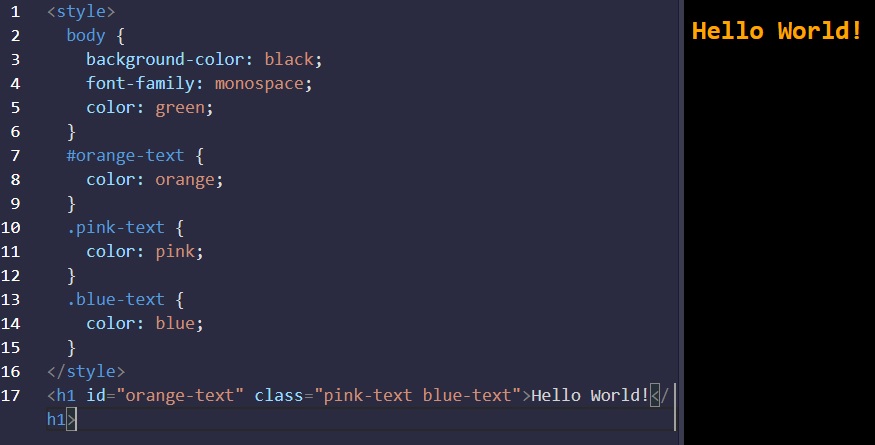 1 <style>
2   body {
3     background-color: black;
4     font-family: monospace;
5     color: green;
6   }
7   #orange-text {
8     color: orange;
9   }
10   .pink-text {
11     color: pink;
12   }
13   .blue-text {
14     color: blue;
15   }
16 </style>
17 <h1 id="orange-text" class="pink-text blue-text">Hello World!</
h1>
Hello World!